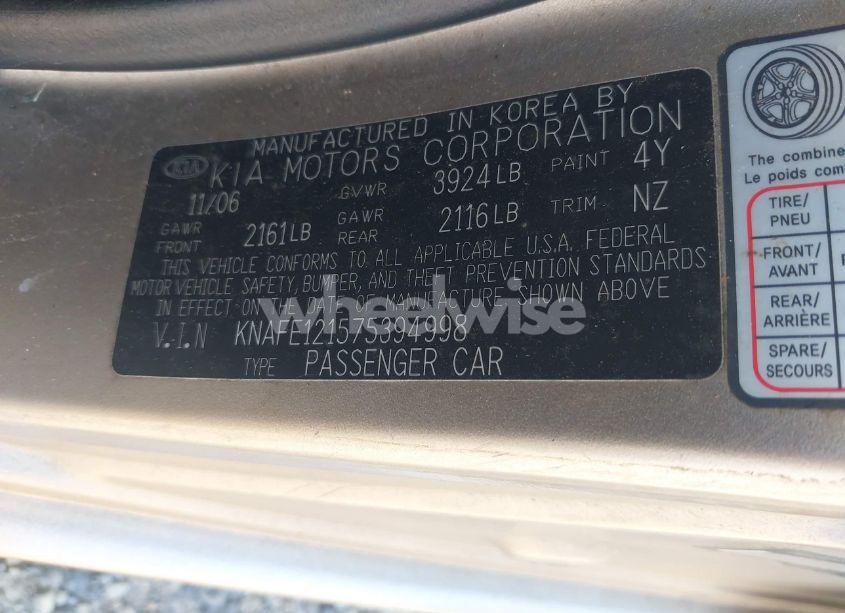 MANUFACTURED IN KOREA BY
KIA KIA MOTORS CORPORATION
11/06 GVWR 3924LB PAINT 4Y
GAWR FRONT 2161LB GAWR REAR 2116LB TRIM NZ
THIS VEHICLE CONFORMS TO ALL APPLICABLE U.S.A. FEDERAL
MOTOR VEHICLE SAFETY, BUMPER, AND THEFT PREVENTION STANDARDS
IN EFFECT ON THE DATE OF MANUFACTURE SHOWN ABOVE
V.I.N KNAFE121575394998
TYPE PASSENGER CAR
wheelwise
The combine
Le poids com
TIRE/
PNEU
FRONT/
AVANT
REAR/
ARRIÈRE
SPARE/
SECOURS